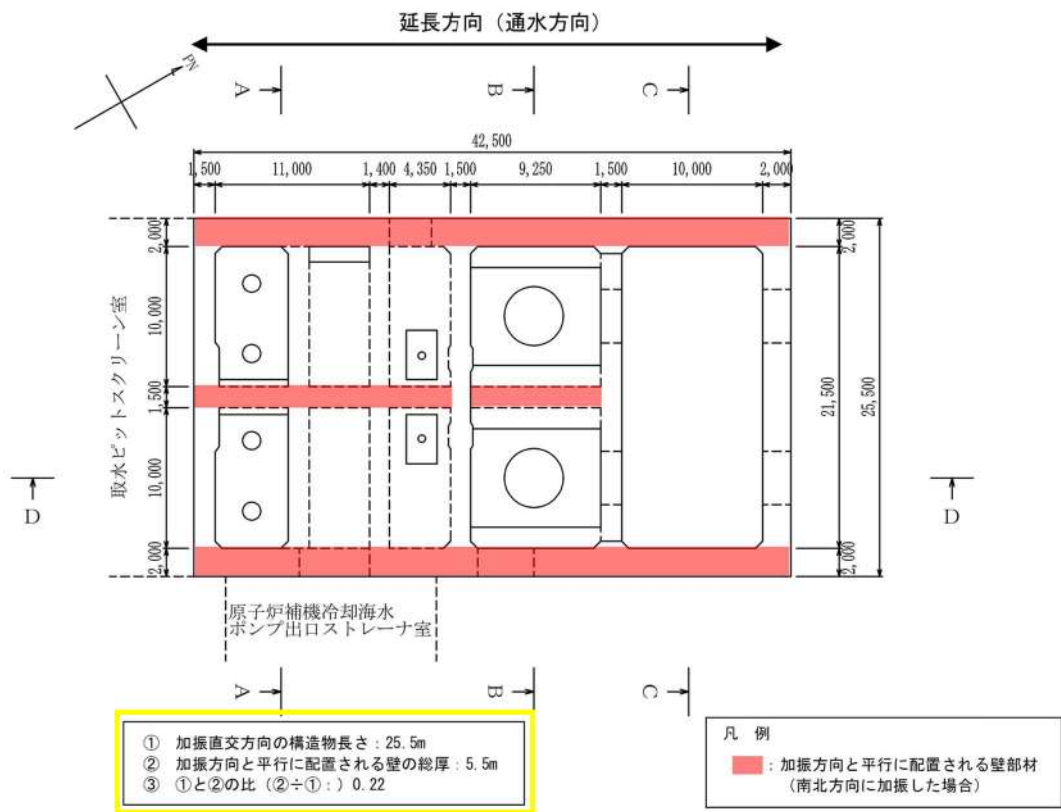 延長方向（通水方向）
PN
A
B
C
42,500
1,500
11,000
1,400
4,350
1,500
9,250
1,500
10,000
2,000
2,000
10,000
1,500
10,000
2,000
取水ピットスクリーン室
2,000
21,500
25,500
2,000
D
D
原子炉補機冷却海水
ポンプ出口ストレーナ室
A
B
C
① 加振直交方向の構造物長さ：25.5m
② 加振方向と平行に配置される壁の総厚：5.5m
③ ①と②の比（②÷①：）0.22
凡 例
：加振方向と平行に配置される壁部材
（南北方向に加振した場合）